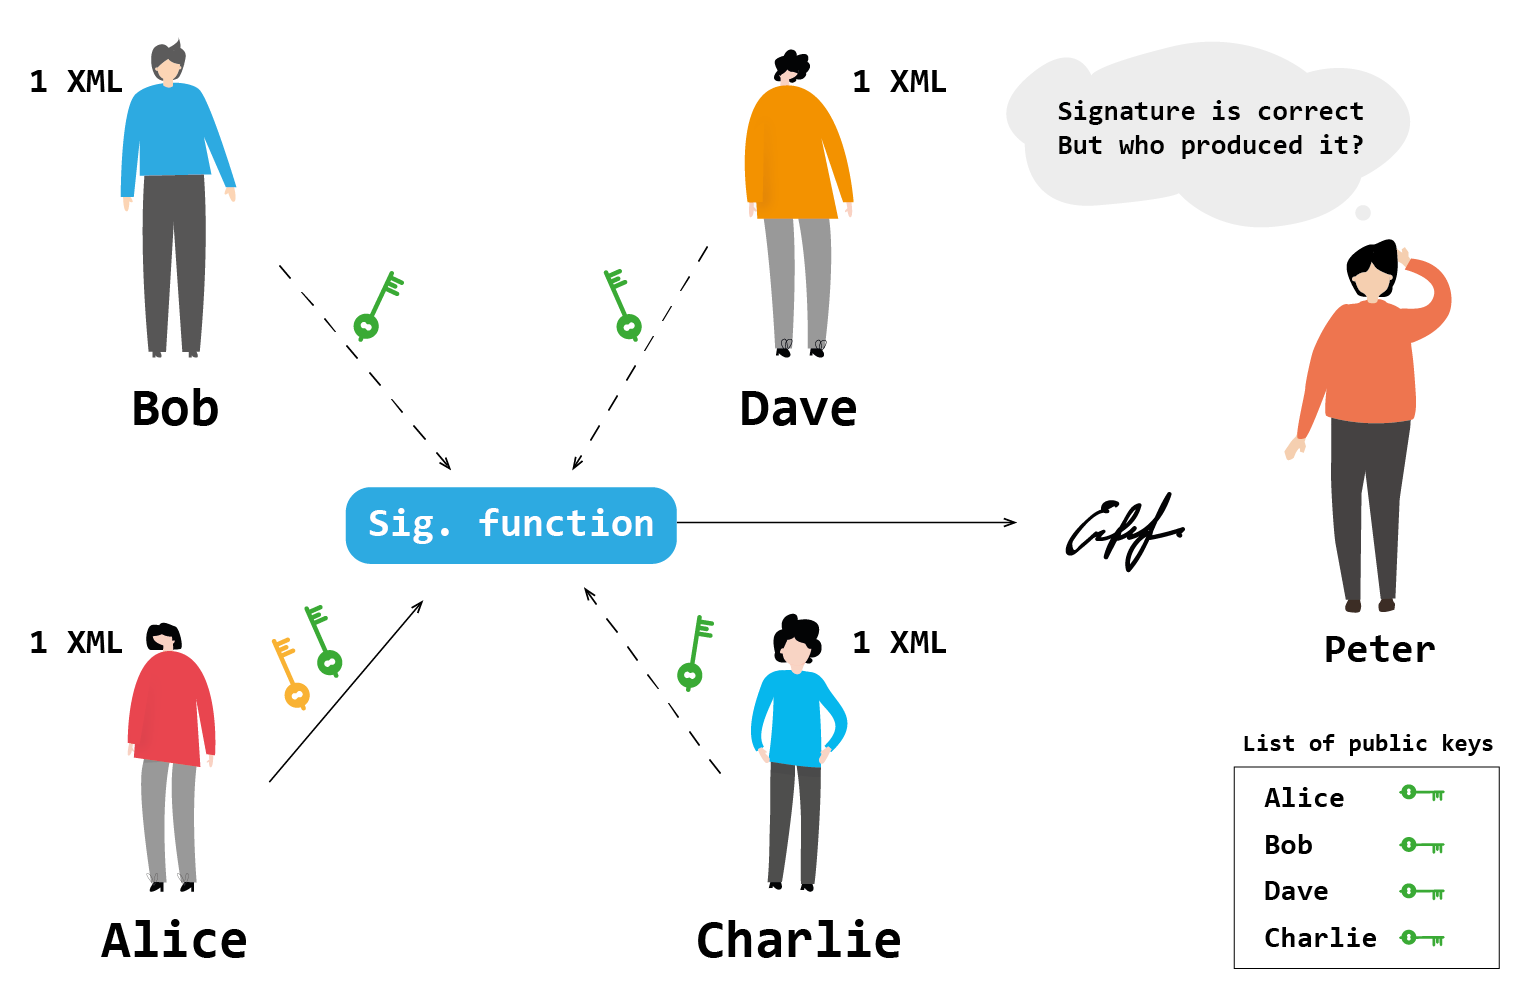 1 XML
Bob
1 XML
Dave
Signature is correct
But who produced it?
Sig. function
Peter
1 XML
Alice
1 XML
Charlie
List of public keys
Alice
Bob
Dave
Charlie